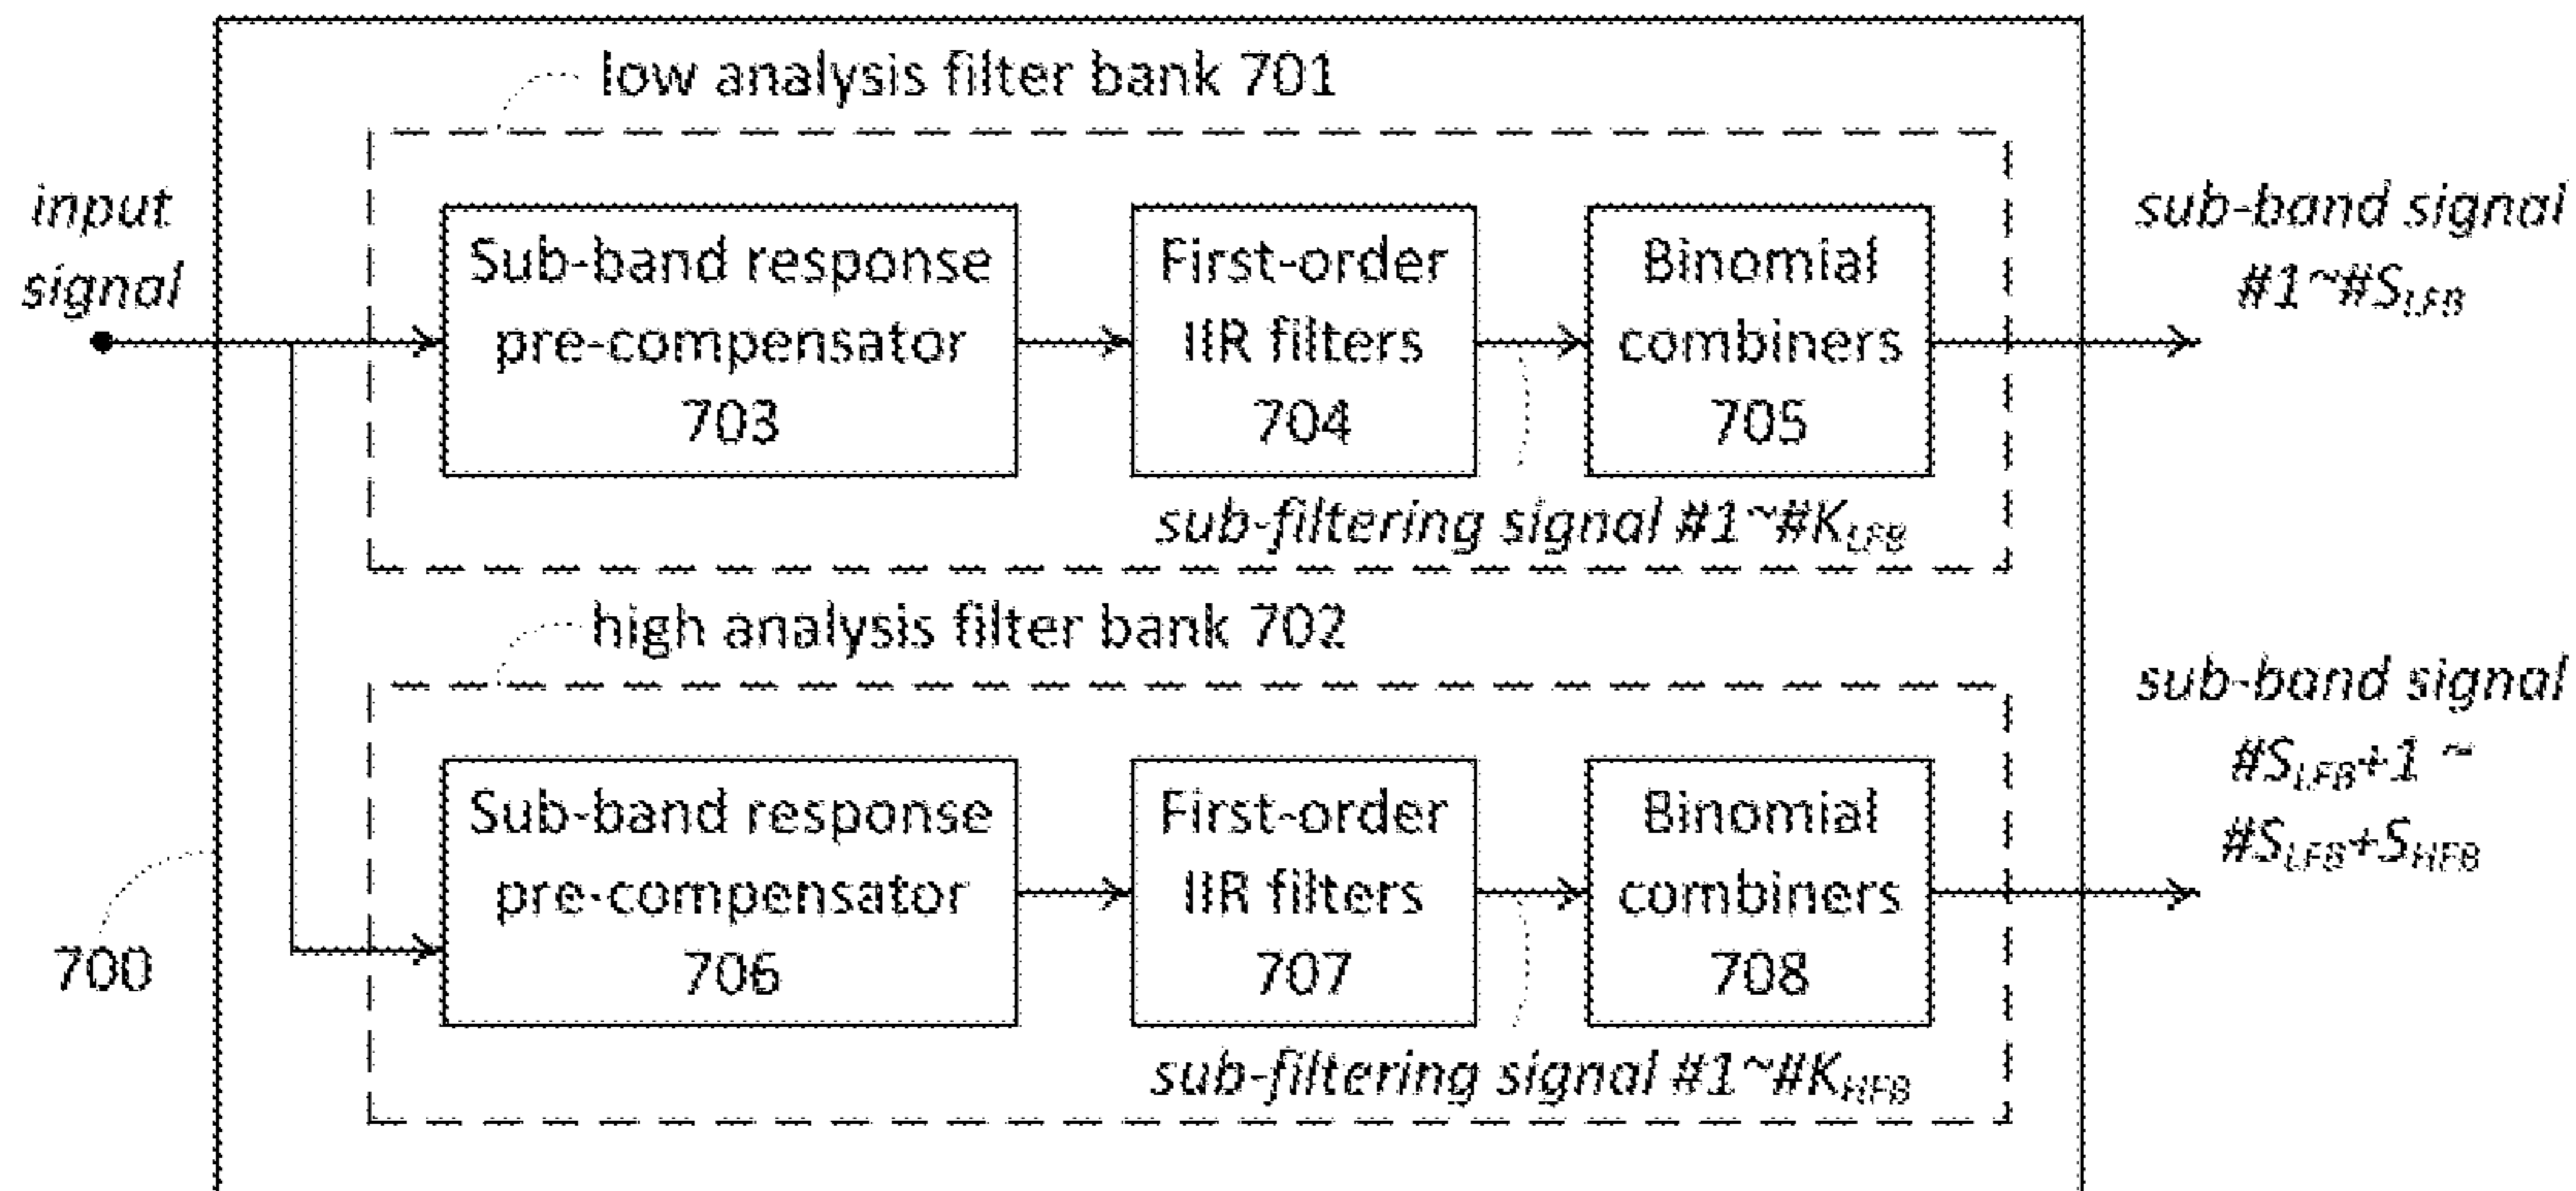 low analysis filter bank 701
input
signal
Sub-band response
pre-compensator
703
First-order
IIR filters
704
Binomial
combiners
705
sub-band signal
#1~#S_LFB
sub-filtering signal #1~#K_LFB
high analysis filter bank 702
Sub-band response
pre-compensator
706
First-order
IIR filters
707
Binomial
combiners
708
sub-band signal
#S_LFB+1 ~
#S_LFB+S_HFB
700
sub-filtering signal #1~#K_HFB